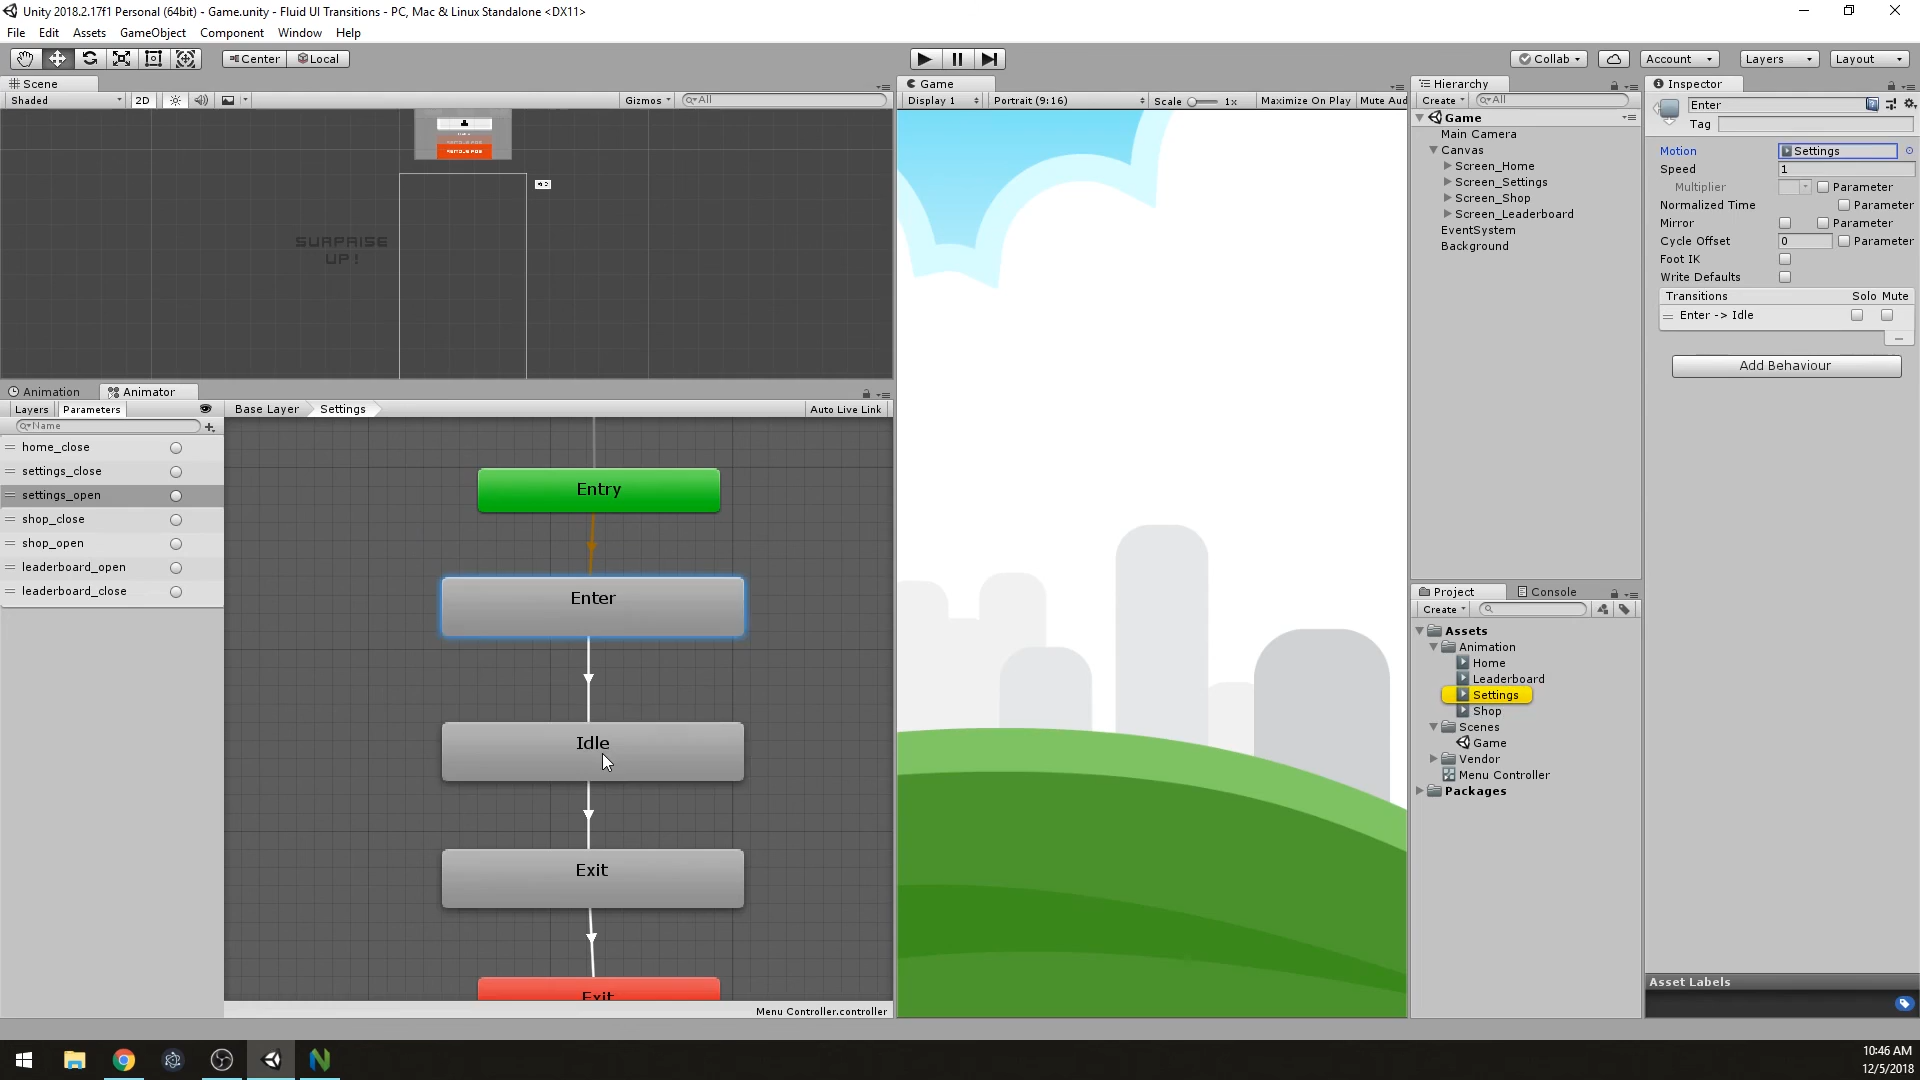 Unity 2018.2.17f1 Personal (64bit) - Game.unity - Fluid UI Transitions - PC, Mac & Linux Standalone <DX11>
File Edit Assets GameObject Component Window Help
Center Local
Collab Account Layers Layout
Scene
Shaded 2D Gizmos All
SURPRISE
UP!
Game
Display 1 Portrait (9:16) Scale 1x Maximize On Play Mute Aud
Hierarchy
Create All
Game
Main Camera
Canvas
Screen_Home
Screen_Settings
Screen_Shop
Screen_Leaderboard
EventSystem
Background
Inspector
Enter
Tag
Motion Settings
Speed 1
Multiplier Parameter
Normalized Time Parameter
Mirror Parameter
Cycle Offset 0 Parameter
Foot IK
Write Defaults
Transitions Solo Mute
Enter -> Idle
Add Behaviour
Animation Animator
Layers Parameters
Name
home_close
settings_close
settings_open
shop_close
shop_open
leaderboard_open
leaderboard_close
Base Layer Settings Auto Live Link
Entry
Enter
Idle
Exit
Exit
Menu Controller.controller
Project Console
Create
Assets
Animation
Home
Leaderboard
Settings
Shop
Scenes
Game
Vendor
Menu Controller
Packages
Asset Labels
10:46 AM
12/5/2018